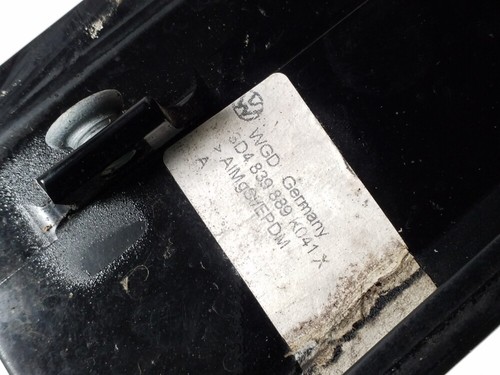 WGD Germany
3D4 839 889 K041 X
> AlMgSi/EPDM
A